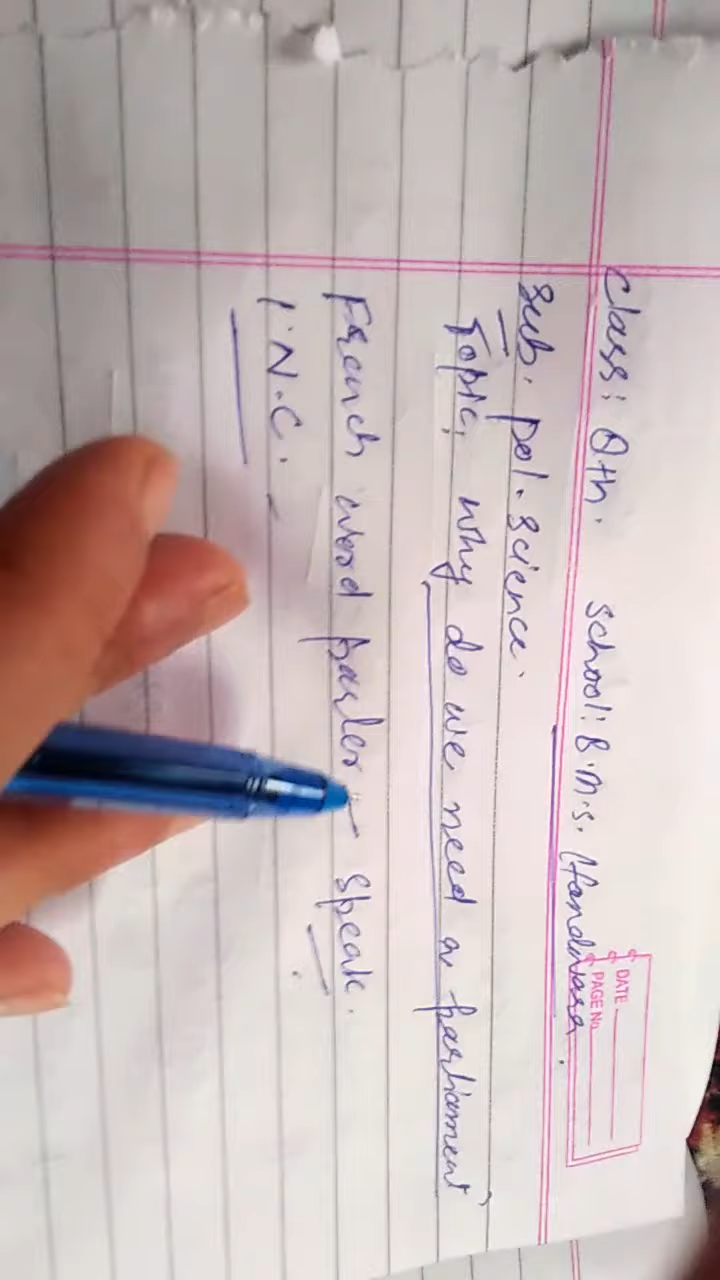 DATE
PAGE No.
Class: 8th. School: B.M.S. Handwara.
Sub. pol. science.
Topic, why do we need a parliament
French word parler – speak.
I.N.C.